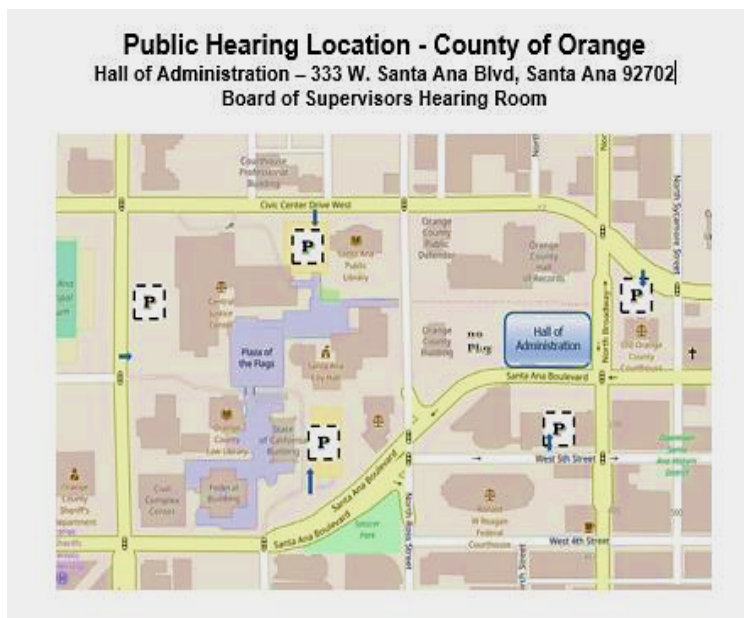 Public Hearing Location - County of Orange
Hall of Administration – 333 W. Santa Ana Blvd, Santa Ana 92702
Board of Supervisors Hearing Room
Courthouse
Professional
Building
Civic Center Drive West
North Sycamore Street
P
Santa Ana
Public
Library
Orange
County
Public
Defender
Orange
County
Hall
of Records
P
Central
Justice
Center
P
North Broadway
Plaza of
the Flags
Santa Ana
City Hall
Orange
County
Building
no
Pkg
Hall of
Administration
Old Orange
County
Courthouse
Santa Ana Boulevard
Orange
County
Law Library
State
of California
Building
P
P
West 5th Street
Orange
County
Sheriff's
Civil
Complex
Center
Federal
Building
Santa Ana Boulevard
Santa Ana Boulevard
North Ross Street
Ronald
W Reagan
Federal
Courthouse
West 4th Street